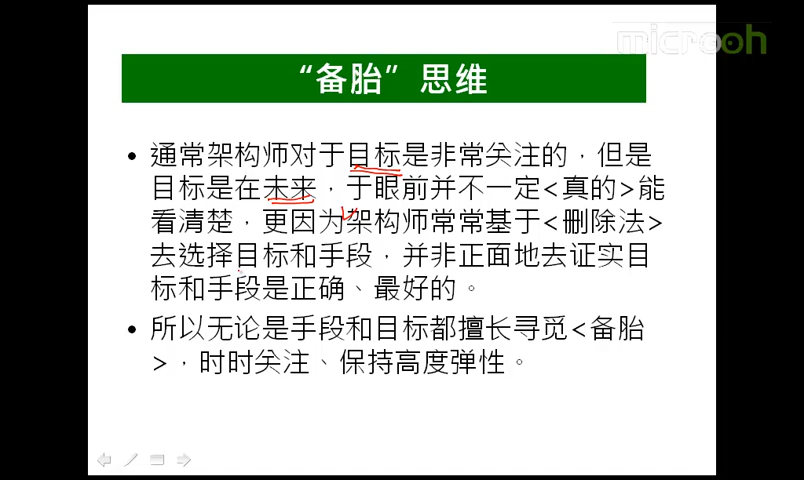 microoh
“备胎”思维
• 通常架构师对于目标是非常关注的，但是
目标是在未来，于眼前并不一定<真的>能
看清楚，更因为架构师常常基于<删除法>
去选择目标和手段，并非正面地去证实目
标和手段是正确、最好的。
• 所以无论是手段和目标都擅长寻觅<备胎
>，时时关注、保持高度弹性。